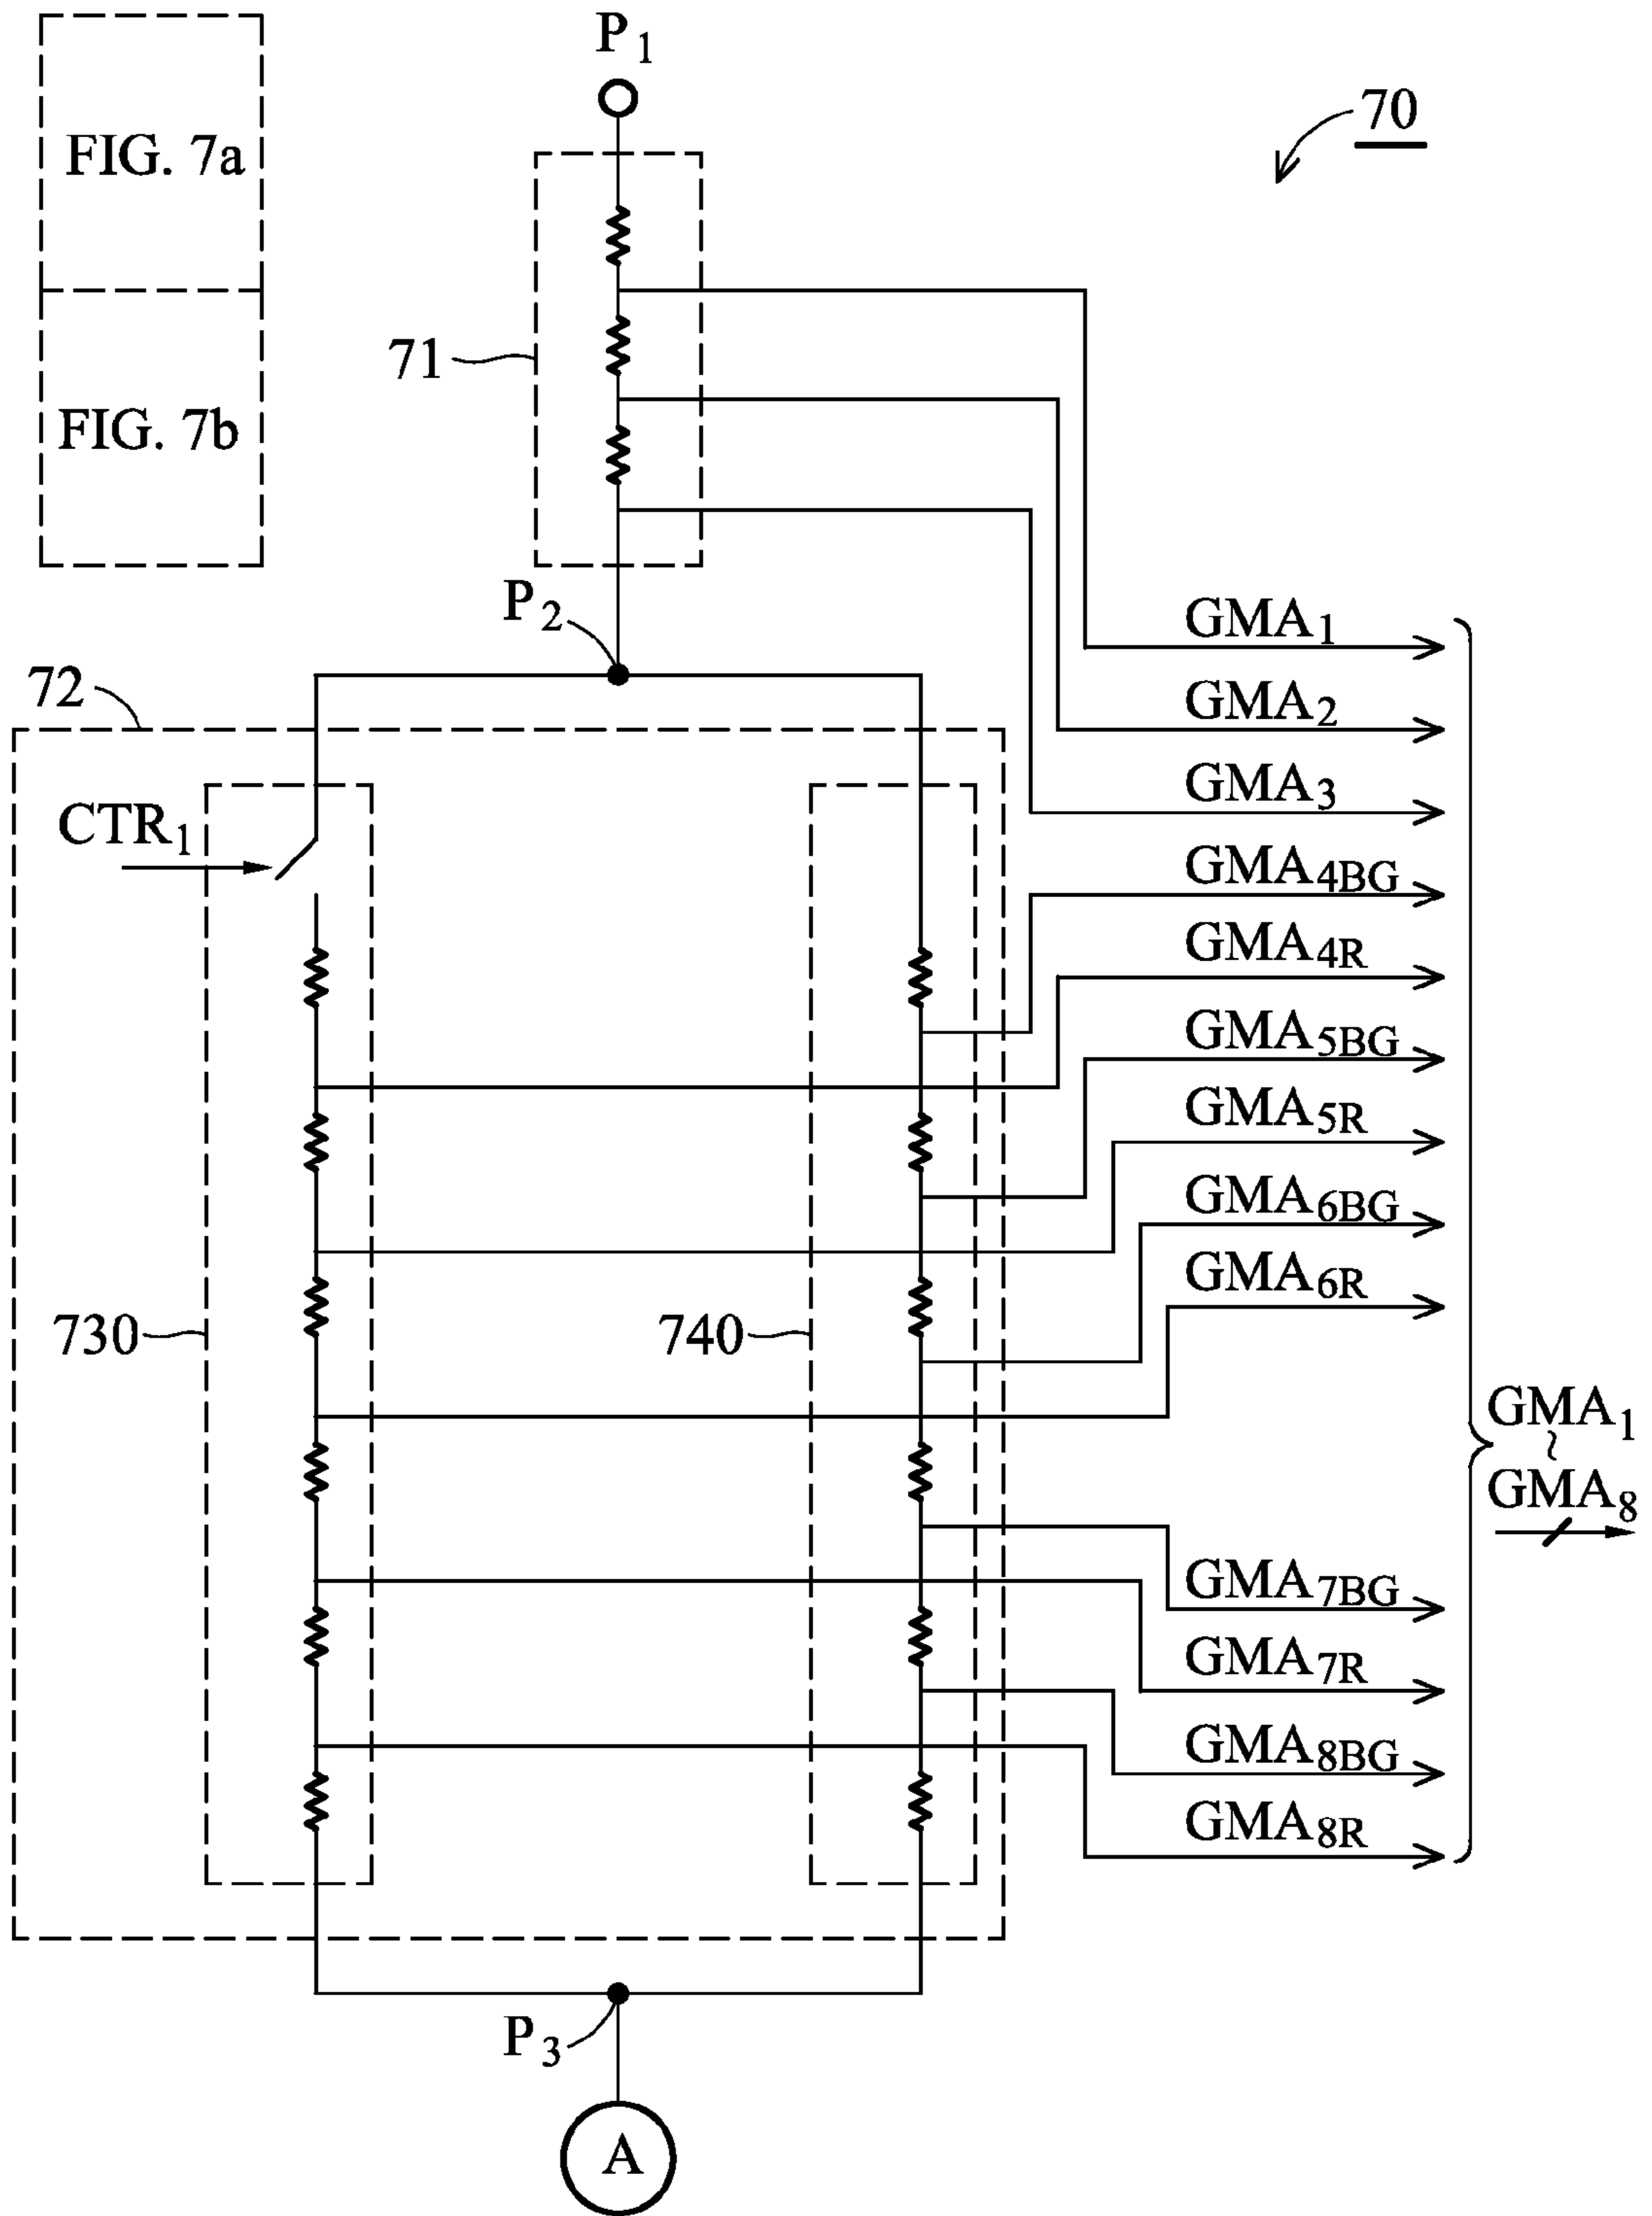 P1
70
FIG. 7a
71
FIG. 7b
P2
GMA1
72
GMA2
CTR1
GMA3
GMA4BG
GMA4R
GMA5BG
GMA5R
GMA6BG
GMA6R
730
740
GMA1
~
GMA8
GMA7BG
GMA7R
GMA8BG
GMA8R
P3
A